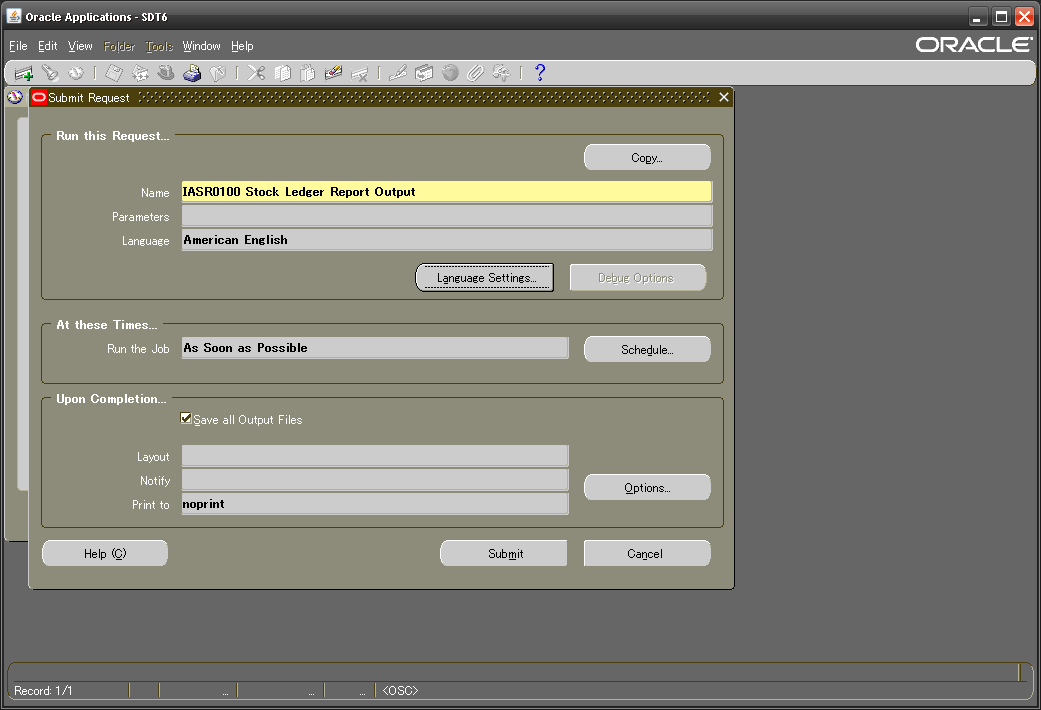 Oracle Applications - SDT6
File Edit View Folder Tools Window Help
ORACLE
Submit Request
Run this Request...
Copy...
Name IASR0100 Stock Ledger Report Output
Parameters
Language American English
Language Settings... Debug Options
At these Times...
Run the Job As Soon as Possible Schedule...
Upon Completion...
Save all Output Files
Layout
Notify
Options...
Print to noprint
Help (C) Submit Cancel
Record: 1/1 ... ... ... <OSC>